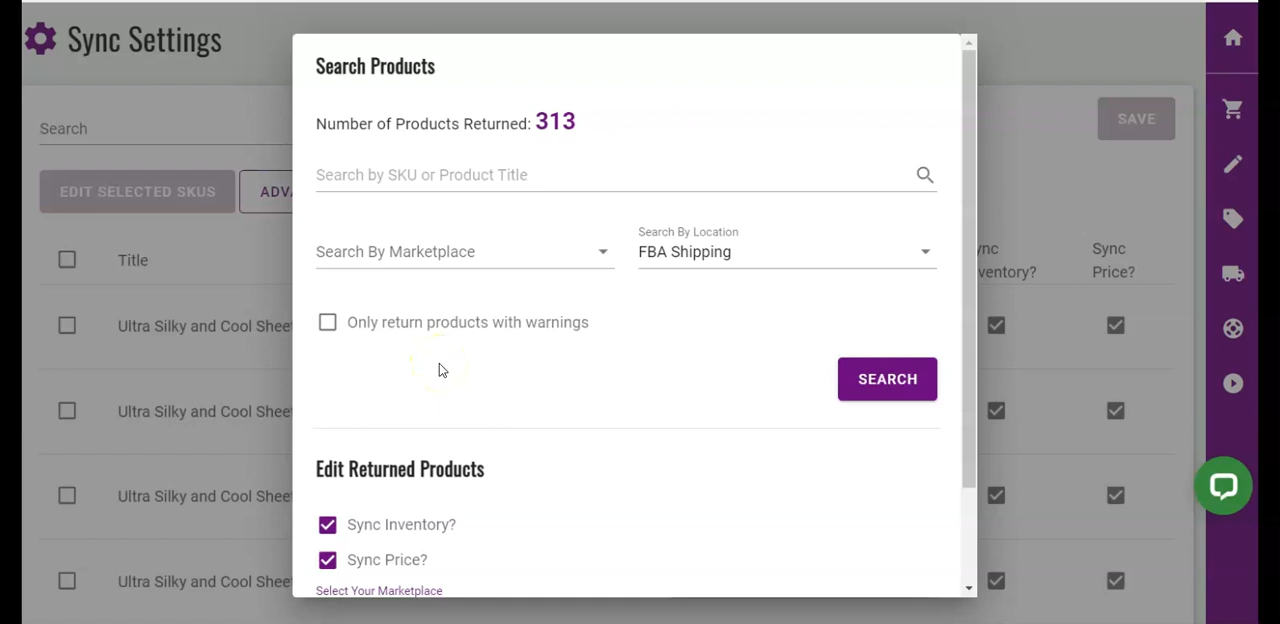 Sync Settings
Search
SAVE
EDIT SELECTED SKUS
ADVA
Title
nc
ventory?
Sync
Price?
Ultra Silky and Cool Sheet
Ultra Silky and Cool Sheet
Ultra Silky and Cool Sheet
Ultra Silky and Cool Sheet
Search Products
Number of Products Returned: 313
Search by SKU or Product Title
Search By Marketplace
Search By Location
FBA Shipping
Only return products with warnings
SEARCH
Edit Returned Products
Sync Inventory?
Sync Price?
Select Your Marketplace